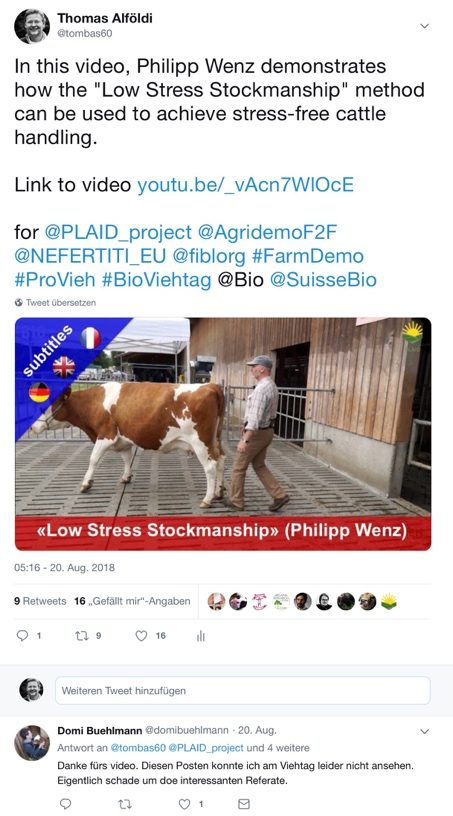 Thomas Alföldi
@tombas60
In this video, Philipp Wenz demonstrates
how the "Low Stress Stockmanship" method
can be used to achieve stress-free cattle
handling.
Link to video youtu.be/_vAcn7WlOcE
for @PLAID_project @AgridemoF2F
@NEFERTITI_EU @fiblorg #FarmDemo
#ProVieh #BioViehtag @Bio @SuisseBio
Tweet übersetzen
subtitles
«Low Stress Stockmanship» (Philipp Wenz)
05:16 - 20. Aug. 2018
9 Retweets 16 „Gefällt mir“-Angaben
1 9 16
Weiteren Tweet hinzufügen
Domi Buehlmann @domibuehlmann · 20. Aug.
Antwort an @tombas60 @PLAID_project und 4 weitere
Danke fürs video. Diesen Posten konnte ich am Viehtag leider nicht ansehen.
Eigentlich schade um doe interessanten Referate.
1